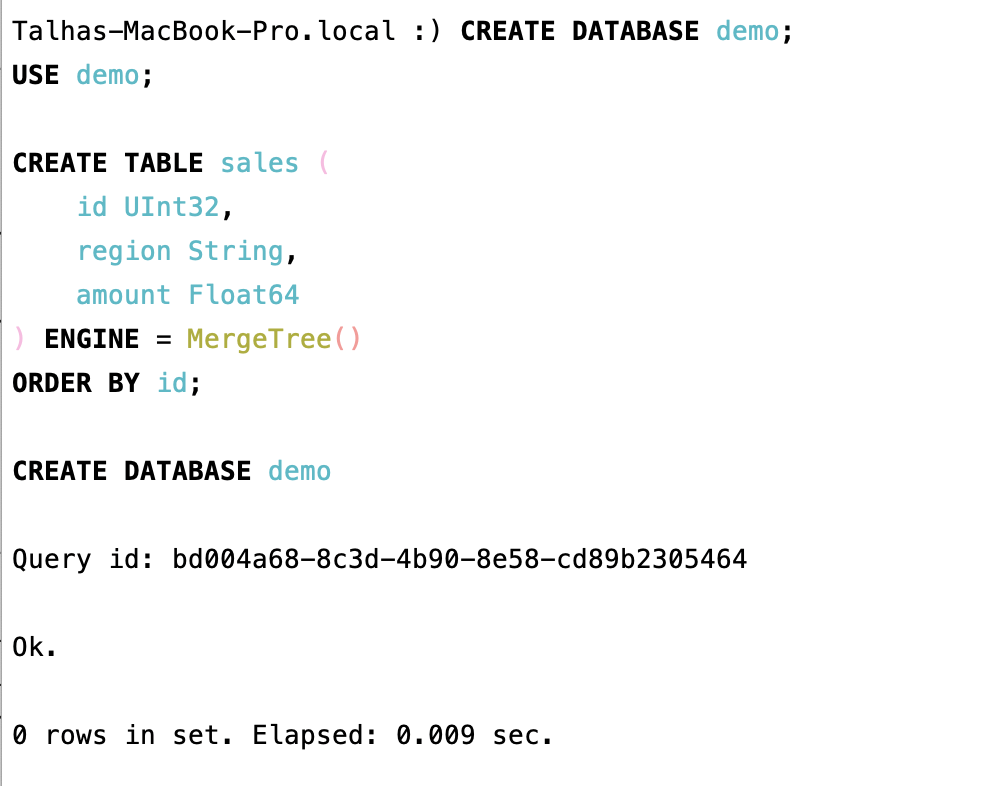 Talhas-MacBook-Pro.local :) CREATE DATABASE demo;
USE demo;
CREATE TABLE sales (
    id UInt32,
    region String,
    amount Float64
) ENGINE = MergeTree()
ORDER BY id;
CREATE DATABASE demo
Query id: bd004a68-8c3d-4b90-8e58-cd89b2305464
Ok.
0 rows in set. Elapsed: 0.009 sec.